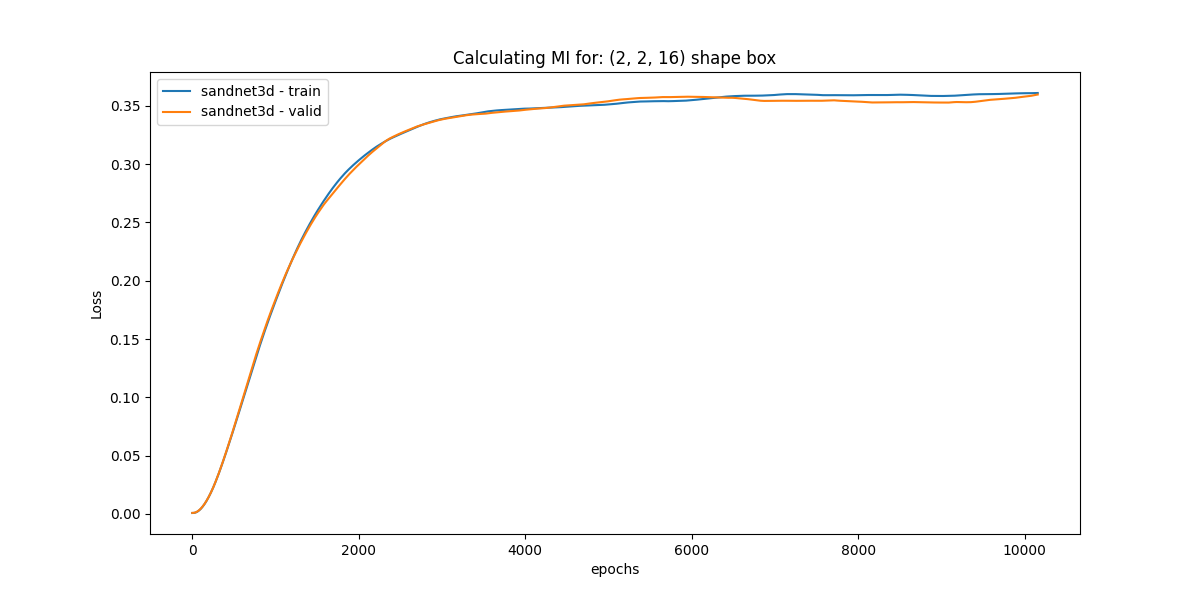 Calculating MI for: (2, 2, 16) shape box
sandnet3d - train
sandnet3d - valid
0.35
0.30
0.25
0.20
0.15
0.10
0.05
0.00
Loss
0 2000 4000 6000 8000 10000
epochs